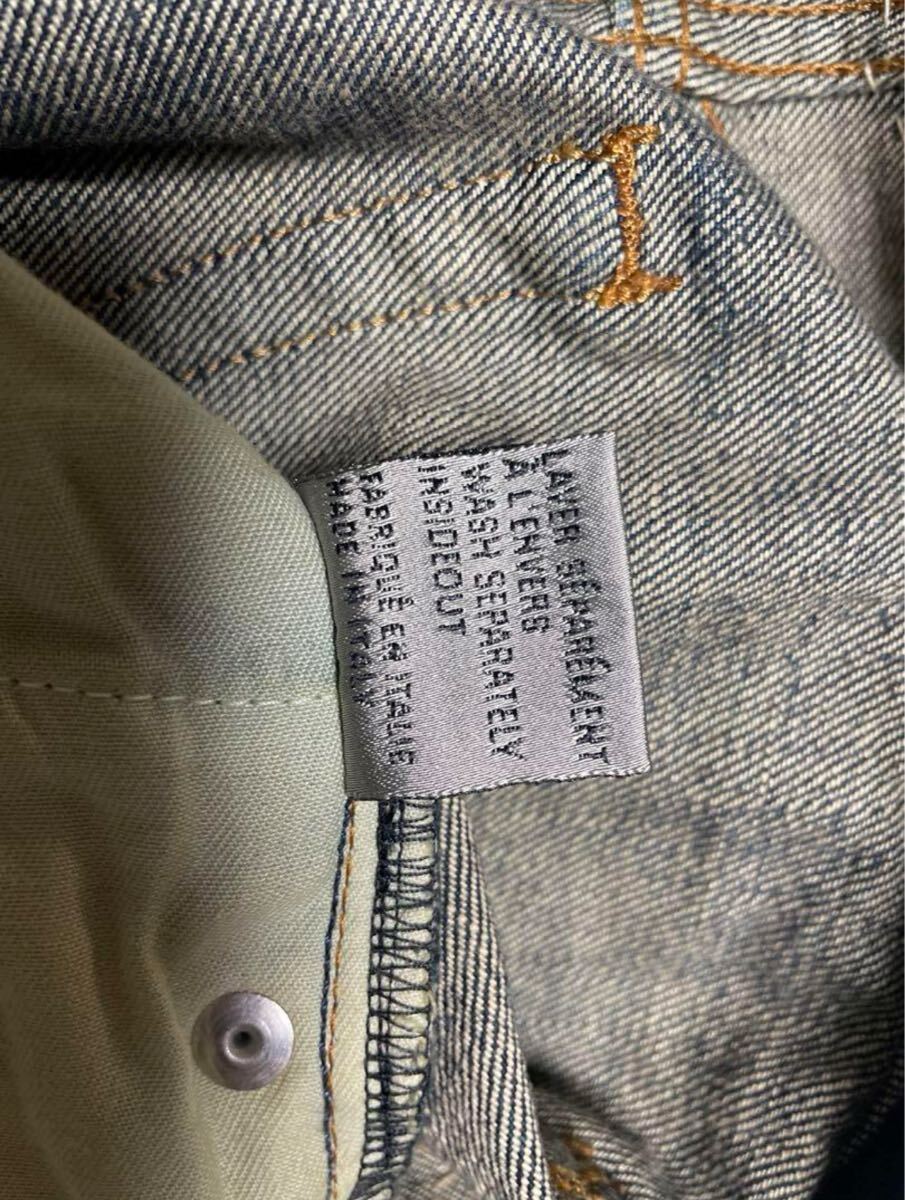 LAVER SÉPARÉMENT
À L'ENVERS
WASH SEPARATELY
INSIDEOUT
FABRIQUÉ EN ITALIE
MADE IN ITALY